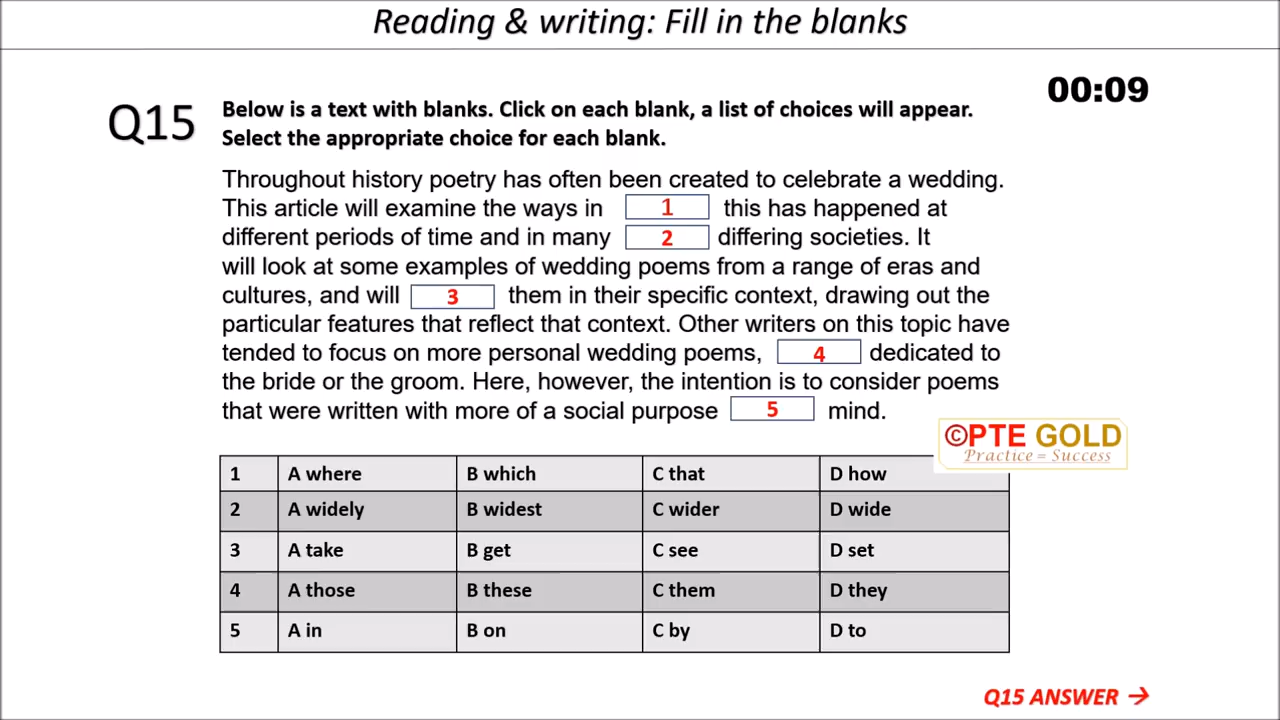 Reading & writing: Fill in the blanks
00:09
Q15
Below is a text with blanks. Click on each blank, a list of choices will appear.
Select the appropriate choice for each blank.
Throughout history poetry has often been created to celebrate a wedding.
This article will examine the ways in 1 this has happened at
different periods of time and in many 2 differing societies. It
will look at some examples of wedding poems from a range of eras and
cultures, and will 3 them in their specific context, drawing out the
particular features that reflect that context. Other writers on this topic have
tended to focus on more personal wedding poems, 4 dedicated to
the bride or the groom. Here, however, the intention is to consider poems
that were written with more of a social purpose 5 mind.
©PTE GOLD
Practice = Success
1 A where B which C that D how
2 A widely B widest C wider D wide
3 A take B get C see D set
4 A those B these C them D they
5 A in B on C by D to
Q15 ANSWER →